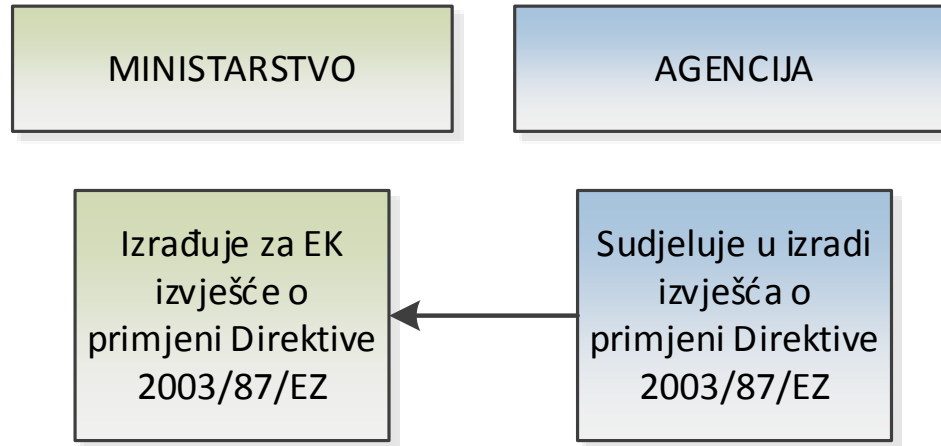 MINISTARSTVO
AGENCIJA
Izrađuje za EK
izvješće o
primjeni Direktive
2003/87/EZ
Sudjeluje u izradi
izvješća o
primjeni Direktive
2003/87/EZ